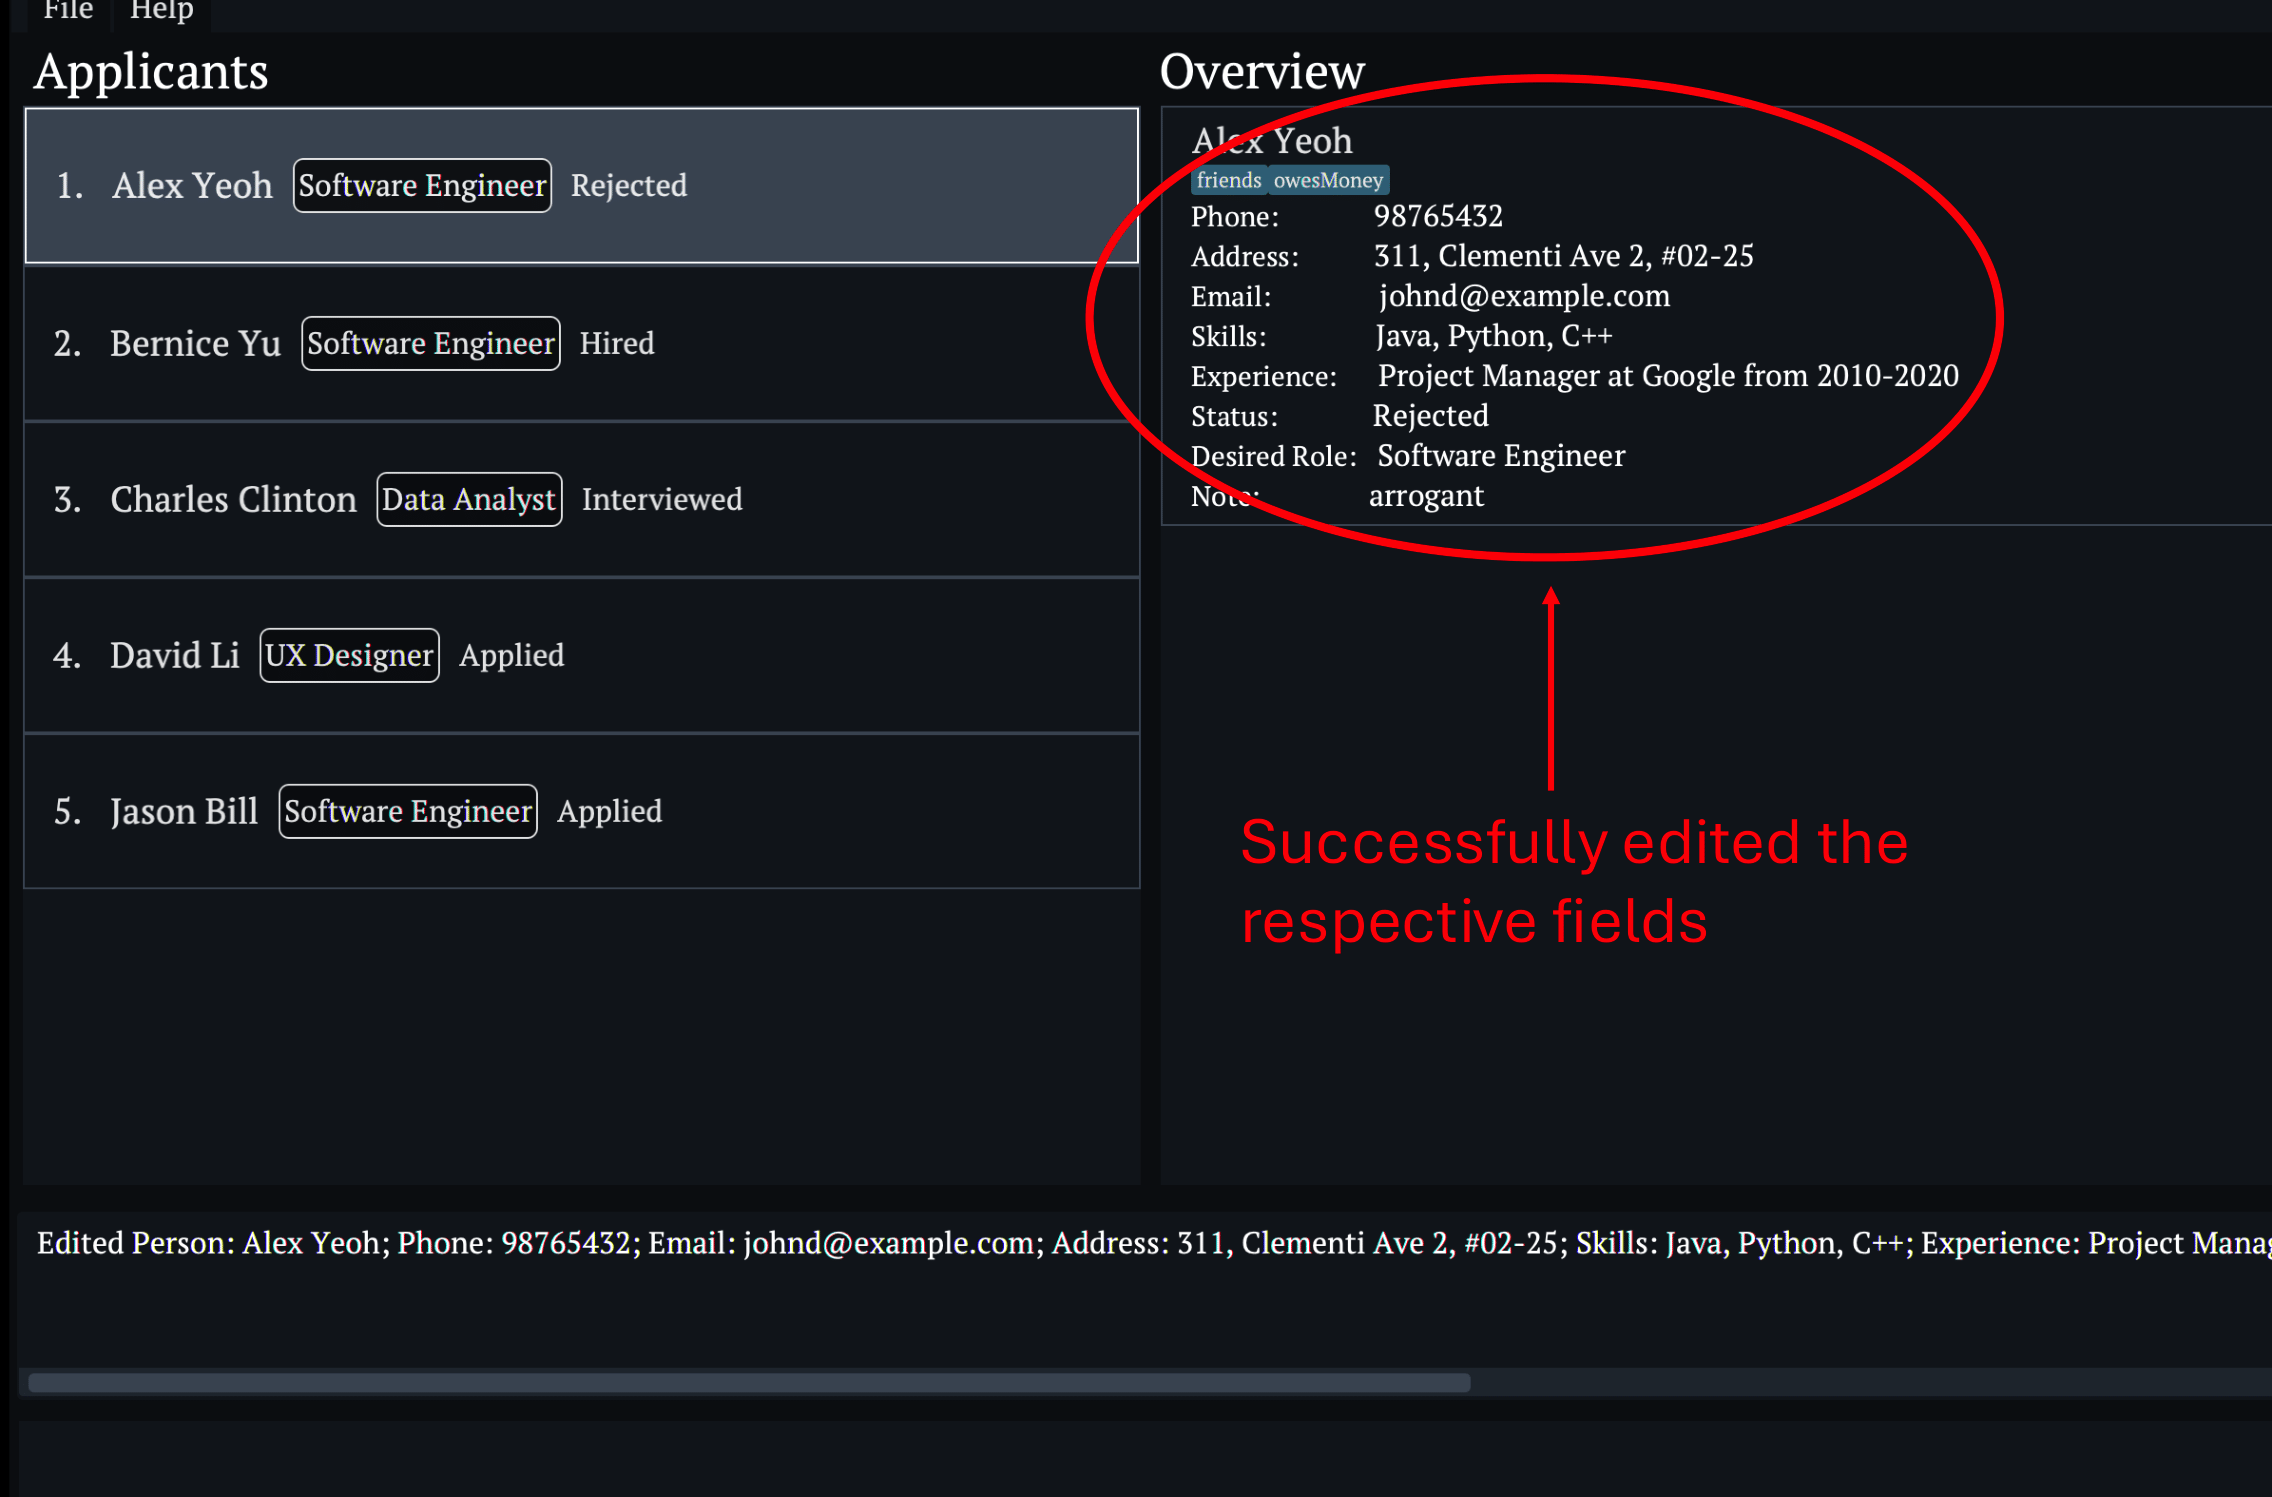 File Help
Applicants
1. Alex Yeoh Software Engineer Rejected
2. Bernice Yu Software Engineer Hired
3. Charles Clinton Data Analyst Interviewed
4. David Li UX Designer Applied
5. Jason Bill Software Engineer Applied
Overview
Alex Yeoh
friends owesMoney
Phone: 98765432
Address: 311, Clementi Ave 2, #02-25
Email: johnd@example.com
Skills: Java, Python, C++
Experience: Project Manager at Google from 2010-2020
Status: Rejected
Desired Role: Software Engineer
Note: arrogant
Successfully edited the
respective fields
Edited Person: Alex Yeoh; Phone: 98765432; Email: johnd@example.com; Address: 311, Clementi Ave 2, #02-25; Skills: Java, Python, C++; Experience: Project